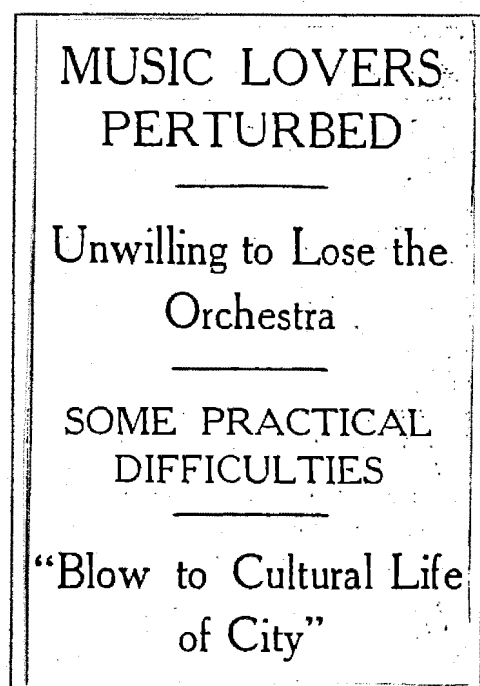 MUSIC LOVERS
PERTURBED
Unwilling to Lose the
Orchestra
SOME PRACTICAL
DIFFICULTIES
“Blow to Cultural Life
of City”